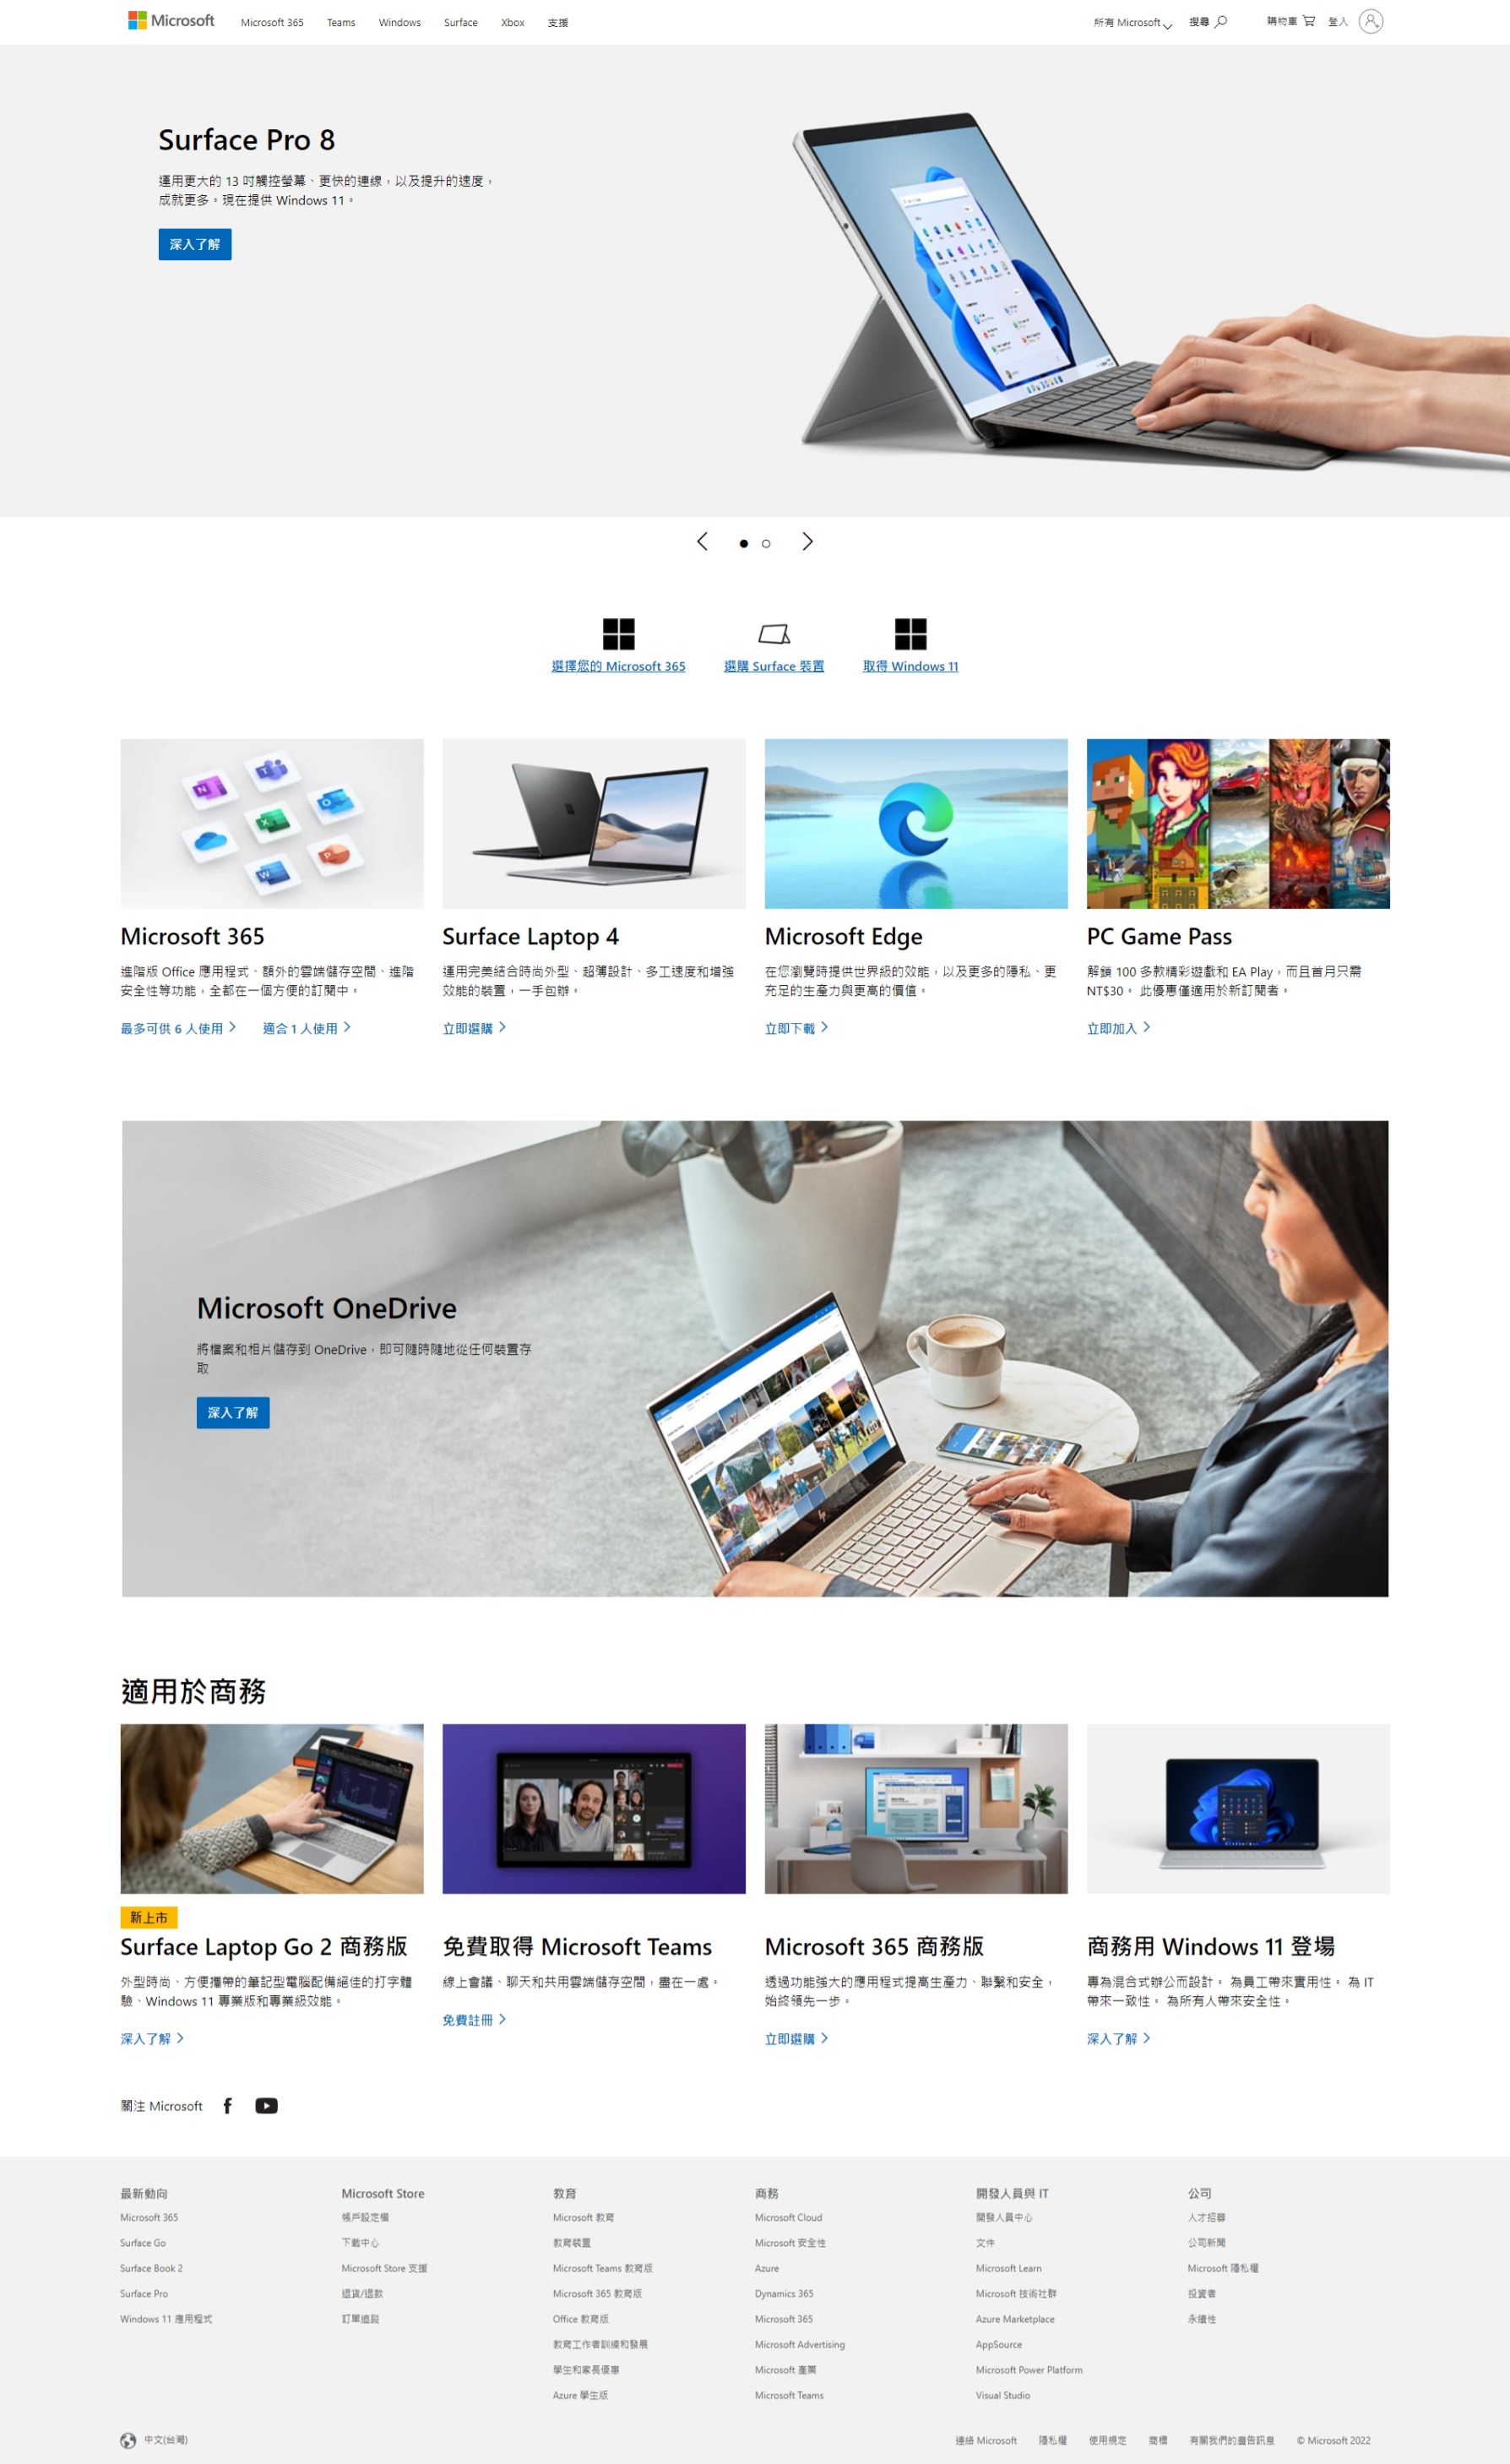 Microsoft
Microsoft 365
Teams
Windows
Surface
Xbox
支援
所有 Microsoft
搜尋
購物車
登入
Surface Pro 8
運用更大的 13 吋觸控螢幕、更快的連線，以及提升的速度，
成就更多。現在提供 Windows 11。
深入了解
選擇您的 Microsoft 365
選購 Surface 裝置
取得 Windows 11
Microsoft 365
進階版 Office 應用程式、額外的雲端儲存空間、進階
安全性等功能，全都在一個方便的訂閱中。
最多可供 6 人使用
適合 1 人使用
Surface Laptop 4
運用完美結合時尚外型、超薄設計、多工速度和增強
效能的裝置，一手包辦。
立即選購
Microsoft Edge
在您瀏覽時提供世界級的效能，以及更多的隱私、更
充足的生產力與更高的價值。
立即下載
PC Game Pass
解鎖 100 多款精彩遊戲和 EA Play，而且首月只需
NT$30。 此優惠僅適用於新訂閱者。
立即加入
Microsoft OneDrive
將檔案和相片儲存到 OneDrive，即可隨時隨地從任何裝置存
取
深入了解
適用於商務
新上市
Surface Laptop Go 2 商務版
外型時尚、方便攜帶的筆記型電腦配備絕佳的打字體
驗、Windows 11 專業版和專業級效能。
深入了解
免費取得 Microsoft Teams
線上會議、聊天和共用雲端儲存空間，盡在一處。
免費註冊
Microsoft 365 商務版
透過功能強大的應用程式提高生產力、聯繫和安全，
始終領先一步。
立即選購
商務用 Windows 11 登場
專為混合式辦公而設計。 為員工帶來實用性。 為 IT
帶來一致性。 為所有人帶來安全性。
深入了解
關注 Microsoft
最新動向
Microsoft 365
Surface Go
Surface Book 2
Surface Pro
Windows 11 應用程式
Microsoft Store
帳戶設定檔
下載中心
Microsoft Store 支援
退貨/退款
訂單追蹤
教育
Microsoft 教育
教育裝置
Microsoft Teams 教育版
Microsoft 365 教育版
Office 教育版
教育工作者訓練和發展
學生和家長優惠
Azure 學生版
商務
Microsoft Cloud
Microsoft 安全性
Azure
Dynamics 365
Microsoft 365
Microsoft Advertising
Microsoft 產業
Microsoft Teams
開發人員與 IT
開發人員中心
文件
Microsoft Learn
Microsoft 技術社群
Azure Marketplace
AppSource
Microsoft Power Platform
Visual Studio
公司
人才招募
公司新聞
Microsoft 隱私權
投資者
永續性
中文(台灣)
連絡 Microsoft
隱私權
使用規定
商標
有關我們的廣告訊息
© Microsoft 2022